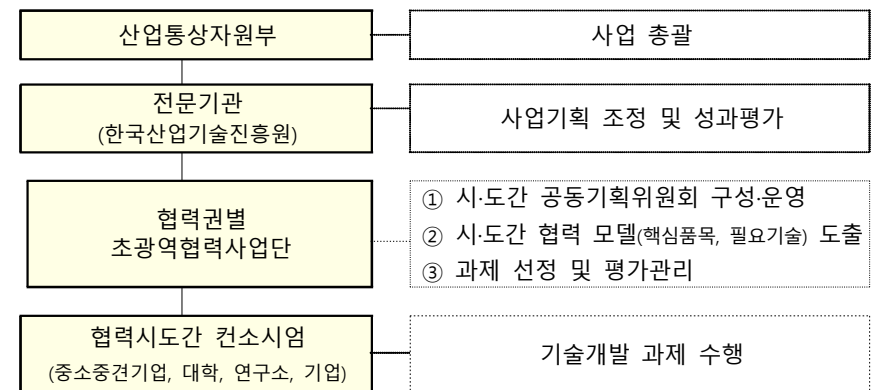 산업통상자원부
사업 총괄
전문기관
(한국산업기술진흥원)
사업기획 조정 및 성과평가
협력권별
초광역협력사업단
① 시·도간 공동기획위원회 구성·운영
② 시·도간 협력 모델(핵심품목, 필요기술) 도출
③ 과제 선정 및 평가관리
협력시도간 컨소시엄
(중소중견기업, 대학, 연구소, 기업)
기술개발 과제 수행